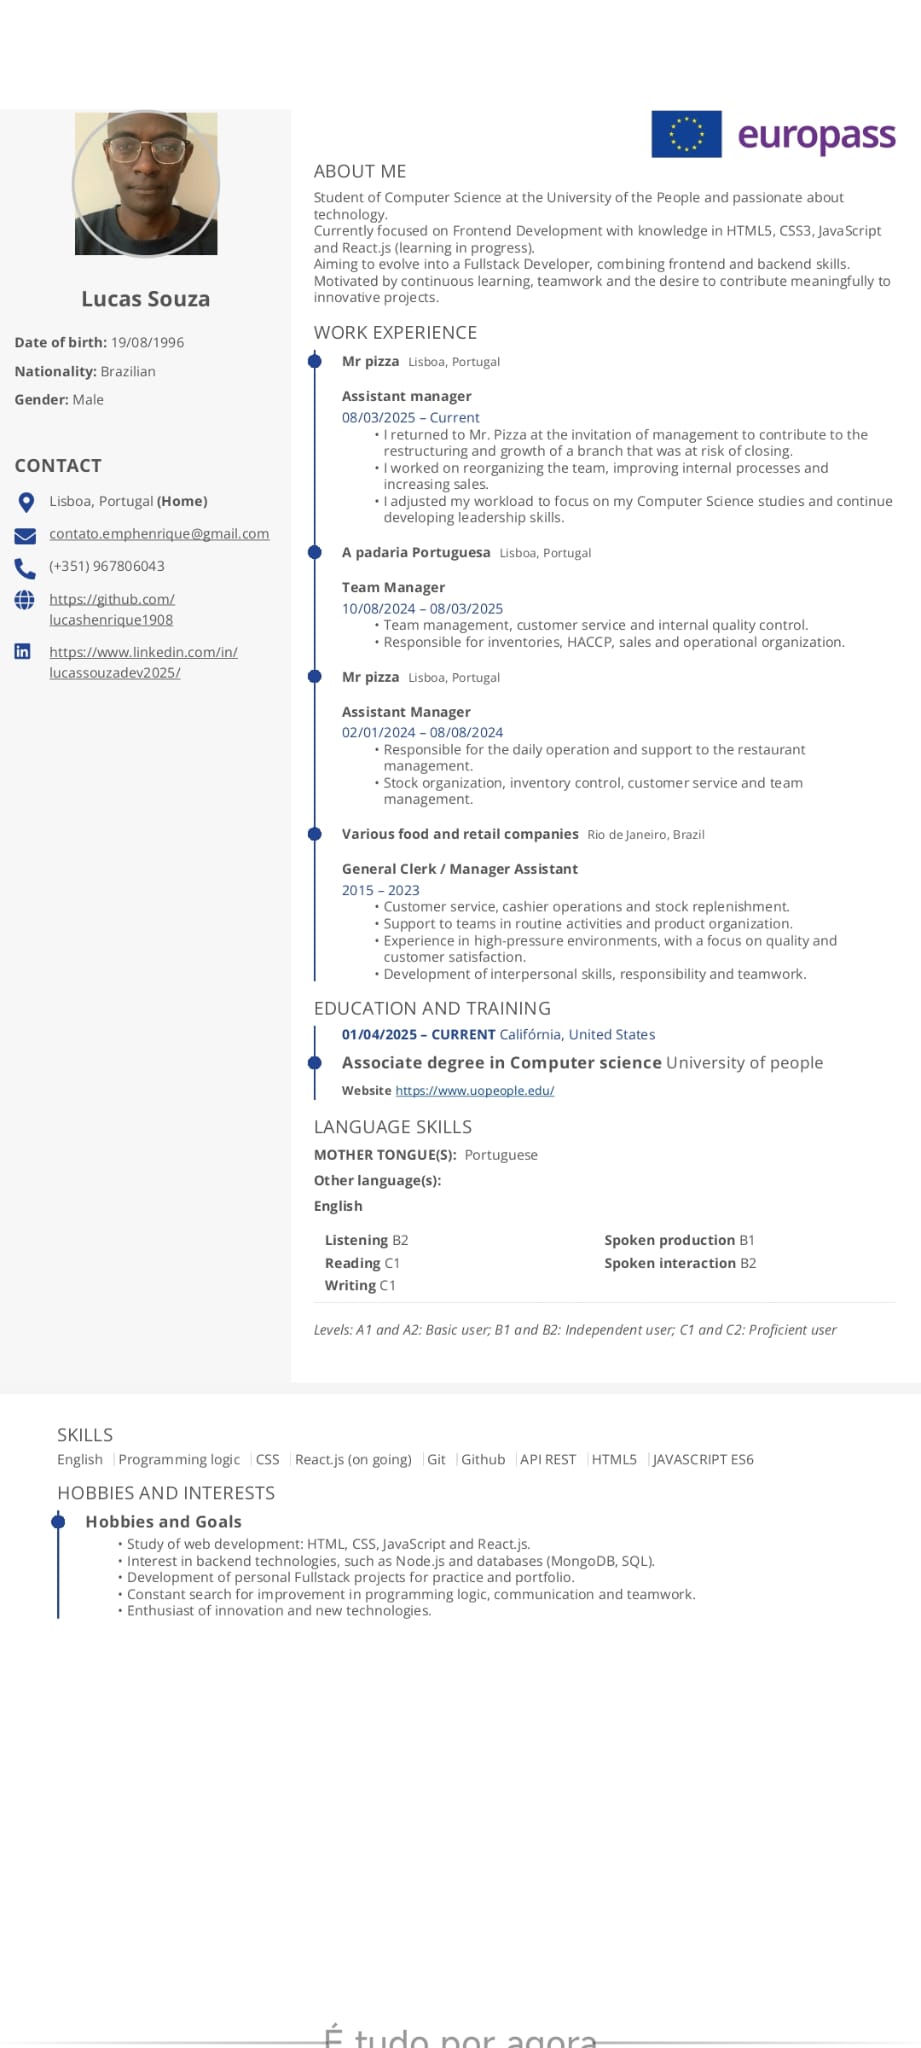 europass
Lucas Souza
Date of birth: 19/08/1996
Nationality: Brazilian
Gender: Male
CONTACT
Lisboa, Portugal (Home)
contato.emphenrique@gmail.com
(+351) 967806043
https://github.com/
lucashenrique1908
https://www.linkedin.com/in/
lucassouzadev2025/
ABOUT ME
Student of Computer Science at the University of the People and passionate about
technology.
Currently focused on Frontend Development with knowledge in HTML5, CSS3, JavaScript
and React.js (learning in progress).
Aiming to evolve into a Fullstack Developer, combining frontend and backend skills.
Motivated by continuous learning, teamwork and the desire to contribute meaningfully to
innovative projects.
WORK EXPERIENCE
Mr pizza Lisboa, Portugal
Assistant manager
08/03/2025 – Current
• I returned to Mr. Pizza at the invitation of management to contribute to the
restructuring and growth of a branch that was at risk of closing.
• I worked on reorganizing the team, improving internal processes and
increasing sales.
• I adjusted my workload to focus on my Computer Science studies and continue
developing leadership skills.
A padaria Portuguesa Lisboa, Portugal
Team Manager
10/08/2024 – 08/03/2025
• Team management, customer service and internal quality control.
• Responsible for inventories, HACCP, sales and operational organization.
Mr pizza Lisboa, Portugal
Assistant Manager
02/01/2024 – 08/08/2024
• Responsible for the daily operation and support to the restaurant
management.
• Stock organization, inventory control, customer service and team
management.
Various food and retail companies Rio de Janeiro, Brazil
General Clerk / Manager Assistant
2015 – 2023
• Customer service, cashier operations and stock replenishment.
• Support to teams in routine activities and product organization.
• Experience in high-pressure environments, with a focus on quality and
customer satisfaction.
• Development of interpersonal skills, responsibility and teamwork.
EDUCATION AND TRAINING
01/04/2025 – CURRENT Califórnia, United States
Associate degree in Computer science University of people
Website https://www.uopeople.edu/
LANGUAGE SKILLS
MOTHER TONGUE(S): Portuguese
Other language(s):
English
Listening B2 Spoken production B1
Reading C1 Spoken interaction B2
Writing C1
Levels: A1 and A2: Basic user; B1 and B2: Independent user; C1 and C2: Proficient user
SKILLS
English | Programming logic | CSS | React.js (on going) | Git | Github | API REST | HTML5 | JAVASCRIPT ES6
HOBBIES AND INTERESTS
Hobbies and Goals
• Study of web development: HTML, CSS, JavaScript and React.js.
• Interest in backend technologies, such as Node.js and databases (MongoDB, SQL).
• Development of personal Fullstack projects for practice and portfolio.
• Constant search for improvement in programming logic, communication and teamwork.
• Enthusiast of innovation and new technologies.
É tudo por agora